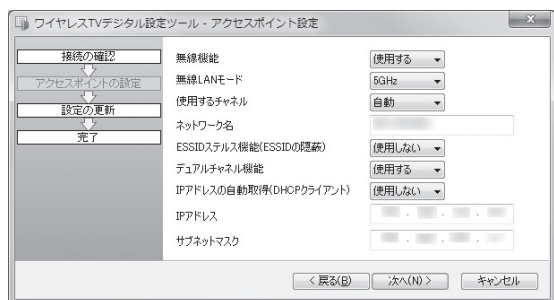 ワイヤレスTVデジタル設定ツール - アクセスポイント設定
接続の確認
アクセスポイントの設定
設定の更新
完了
無線機能 使用する
無線LANモード 5GHz
使用するチャネル 自動
ネットワーク名
ESSIDステルス機能(ESSIDの隠蔽) 使用しない
デュアルチャネル機能 使用する
IPアドレスの自動取得(DHCPクライアント) 使用しない
IPアドレス . . .
サブネットマスク . . .
< 戻る(B) 次へ(N) > キャンセル